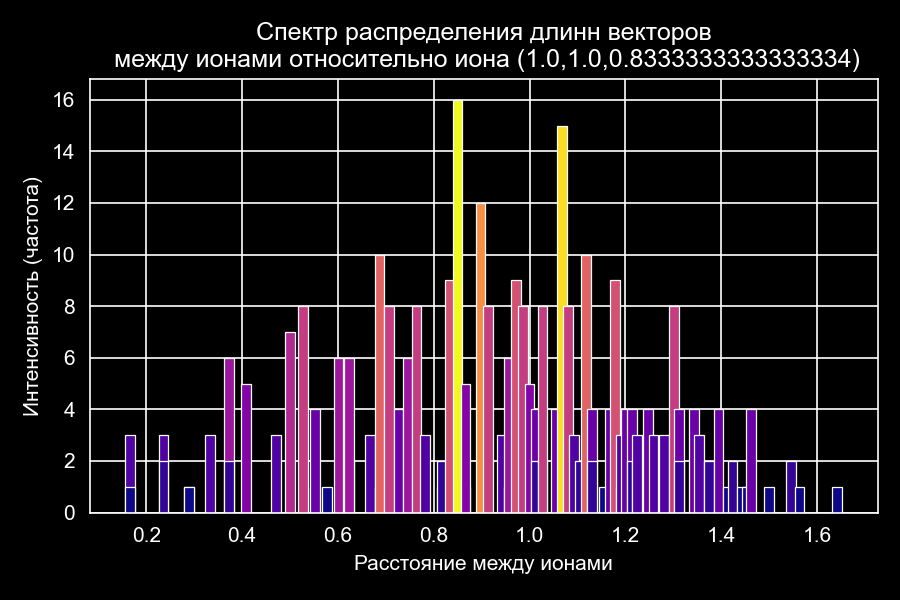 Спектр распределения длинн векторов
между ионами относительно иона (1.0,1.0,0.8333333333333334)
16
14
12
10
8
6
4
2
0
Интенсивность (частота)
0.2 0.4 0.6 0.8 1.0 1.2 1.4 1.6
Расстояние между ионами